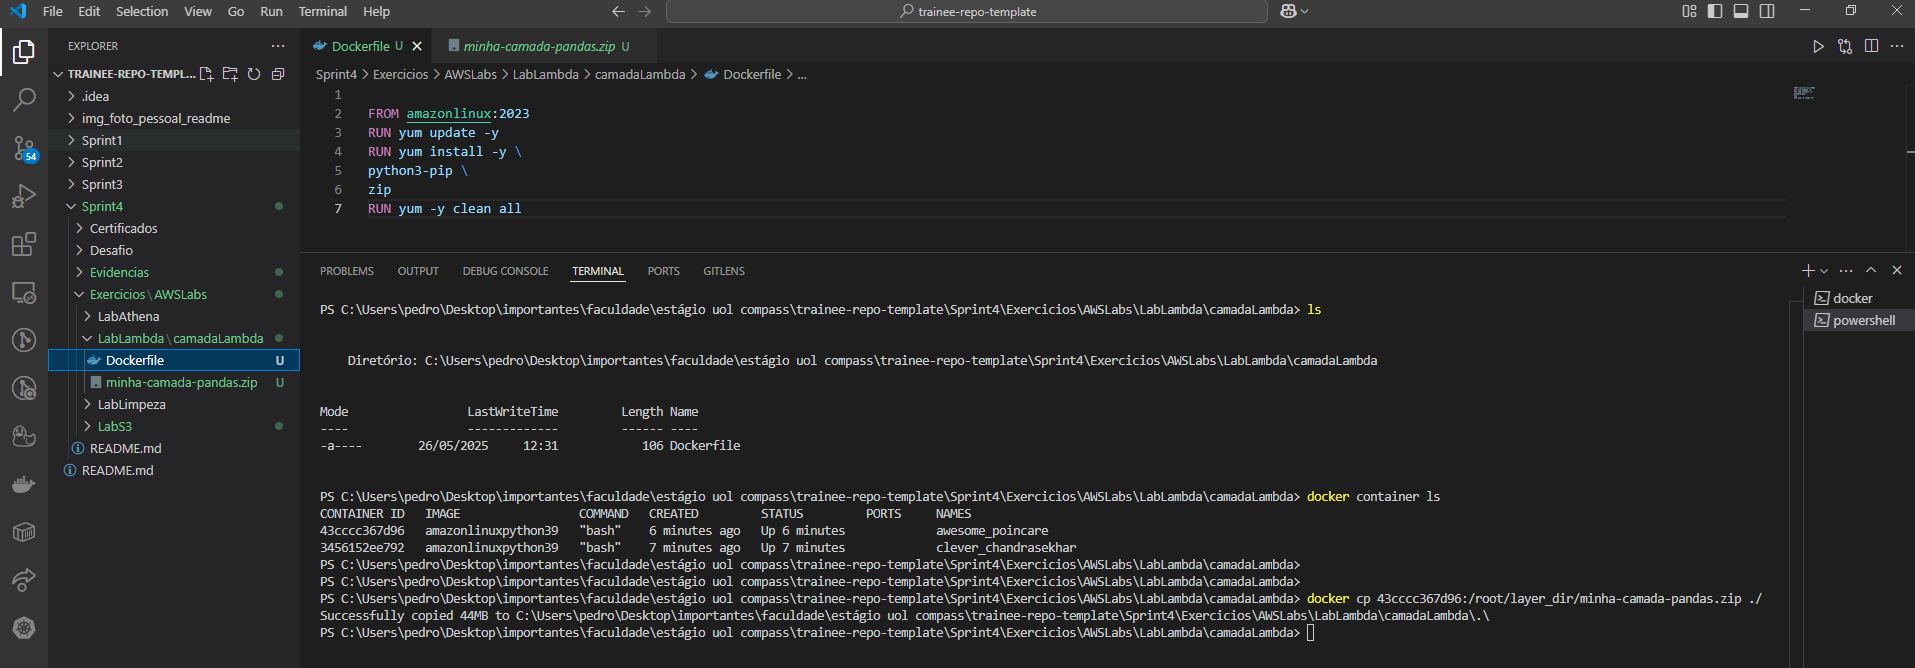 File Edit Selection View Go Run Terminal Help
trainee-repo-template
EXPLORER
TRAINEE-REPO-TEMPL...
.idea
img_foto_pessoal_readme
Sprint1
54
Sprint2
Sprint3
Sprint4
Certificados
Desafio
Evidencias
Exercicios\AWSLabs
LabAthena
LabLambda\camadaLambda
Dockerfile U
minha-camada-pandas.zip U
LabLimpeza
LabS3
README.md
README.md
Dockerfile U
minha-camada-pandas.zip U
Sprint4 > Exercicios > AWSLabs > LabLambda > camadaLambda > Dockerfile > ...
1
2 FROM amazonlinux:2023
3 RUN yum update -y
4 RUN yum install -y \
5 python3-pip \
6 zip
7 RUN yum -y clean all
PROBLEMS OUTPUT DEBUG CONSOLE TERMINAL PORTS GITLENS
docker
powershell
PS C:\Users\pedro\Desktop\importantes\faculdade\estágio uol compass\trainee-repo-template\Sprint4\Exercicios\AWSLabs\LabLambda\camadaLambda> ls
Diretório: C:\Users\pedro\Desktop\importantes\faculdade\estágio uol compass\trainee-repo-template\Sprint4\Exercicios\AWSLabs\LabLambda\camadaLambda
Mode LastWriteTime Length Name
---- ------------- ------ ----
-a---- 26/05/2025 12:31 106 Dockerfile
PS C:\Users\pedro\Desktop\importantes\faculdade\estágio uol compass\trainee-repo-template\Sprint4\Exercicios\AWSLabs\LabLambda\camadaLambda> docker container ls
CONTAINER ID IMAGE COMMAND CREATED STATUS PORTS NAMES
43cccc367d96 amazonlinuxpython39 "bash" 6 minutes ago Up 6 minutes awesome_poincare
3456152ee792 amazonlinuxpython39 "bash" 7 minutes ago Up 7 minutes clever_chandrasekhar
PS C:\Users\pedro\Desktop\importantes\faculdade\estágio uol compass\trainee-repo-template\Sprint4\Exercicios\AWSLabs\LabLambda\camadaLambda>
PS C:\Users\pedro\Desktop\importantes\faculdade\estágio uol compass\trainee-repo-template\Sprint4\Exercicios\AWSLabs\LabLambda\camadaLambda>
PS C:\Users\pedro\Desktop\importantes\faculdade\estágio uol compass\trainee-repo-template\Sprint4\Exercicios\AWSLabs\LabLambda\camadaLambda> docker cp 43cccc367d96:/root/layer_dir/minha-camada-pandas.zip ./
Successfully copied 44MB to C:\Users\pedro\Desktop\importantes\faculdade\estágio uol compass\trainee-repo-template\Sprint4\Exercicios\AWSLabs\LabLambda\camadaLambda\.\
PS C:\Users\pedro\Desktop\importantes\faculdade\estágio uol compass\trainee-repo-template\Sprint4\Exercicios\AWSLabs\LabLambda\camadaLambda>